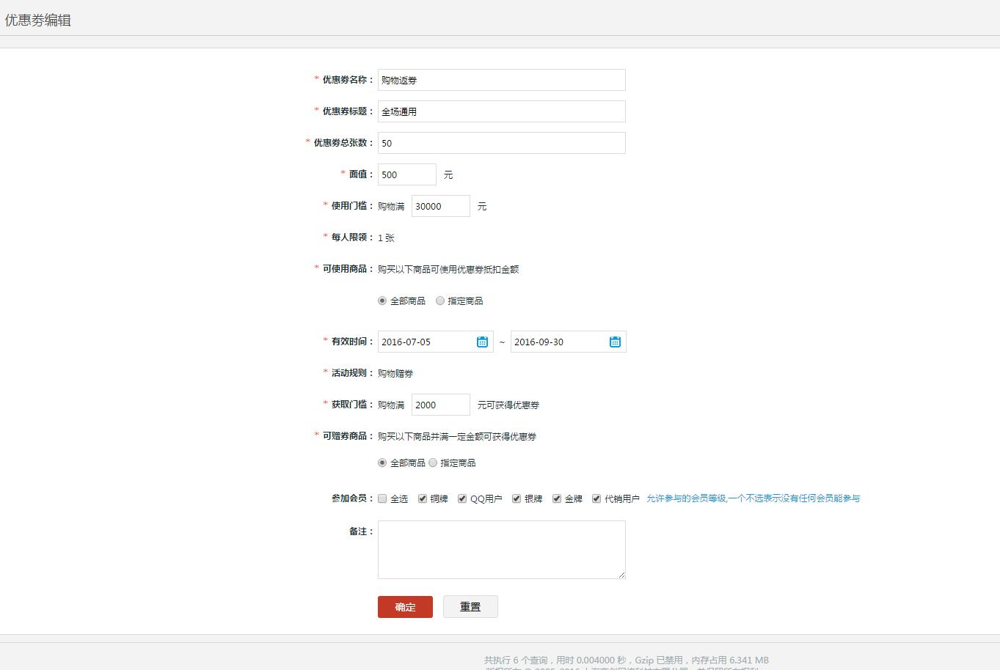 优惠劵编辑
* 优惠劵名称： 购物返券
* 优惠券标题： 全场通用
* 优惠劵总张数： 50
* 面值： 500 元
* 使用门槛： 购物满 30000 元
* 每人限领： 1 张
* 可使用商品： 购买以下商品可使用优惠券抵扣金额
全部商品 指定商品
* 有效时间： 2016-07-05 ~ 2016-09-30
* 活动规则： 购物赠券
* 获取门槛： 购物满 2000 元可获得优惠券
* 可赠券商品： 购买以下商品并满一定金额可获得优惠券
全部商品 指定商品
参加会员： 全选 铜牌 QQ用户 银牌 金牌 代销用户 允许参与的会员等级,一个不选表示没有任何会员能参与
备注：
确定 重置
共执行 6 个查询，用时 0.004000 秒，Gzip 已禁用，内存占用 6.341 MB